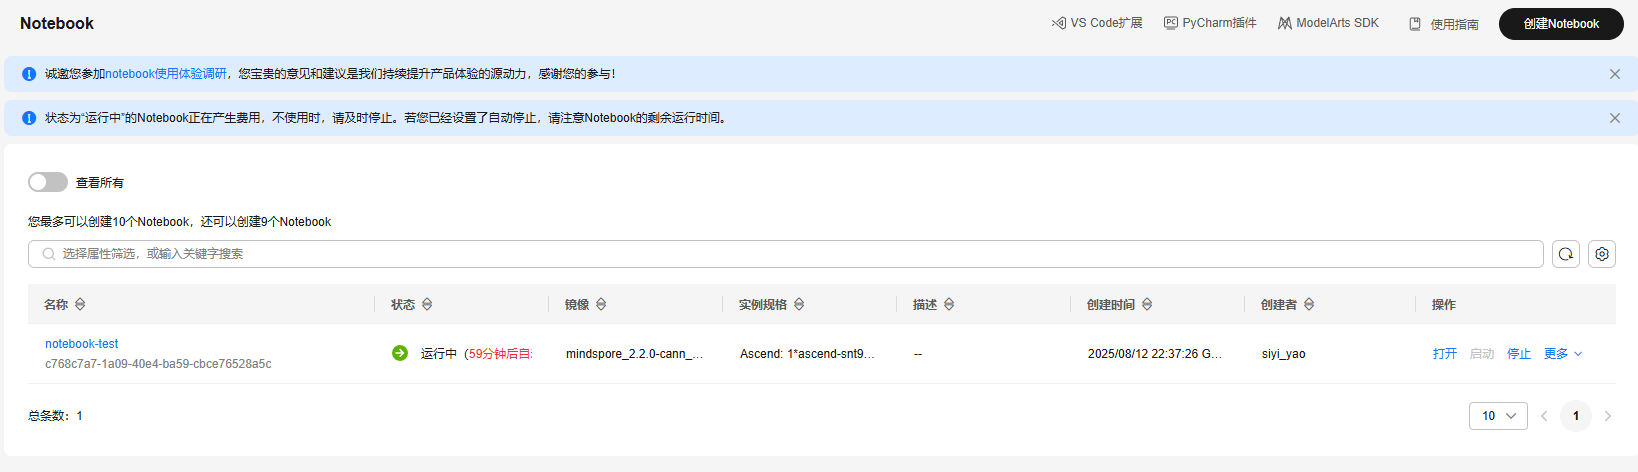 Notebook
VS Code扩展 PyCharm插件 ModelArts SDK 使用指南 创建Notebook
诚邀您参加notebook使用体验调研，您宝贵的意见和建议是我们持续提升产品体验的源动力，感谢您的参与！
状态为“运行中”的Notebook正在产生费用，不使用时，请及时停止。若您已经设置了自动停止，请注意Notebook的剩余运行时间。
查看所有
您最多可以创建10个Notebook，还可以创建9个Notebook
选择属性筛选，或输入关键字搜索
名称 状态 镜像 实例规格 描述 创建时间 创建者 操作
notebook-test
c768c7a7-1a09-40e4-ba59-cbce76528a5c
运行中（59分钟后自 mindspore_2.2.0-cann_... Ascend: 1*ascend-snt9... -- 2025/08/12 22:37:26 G... siyi_yao 打开 启动 停止 更多
总条数：1
10 1